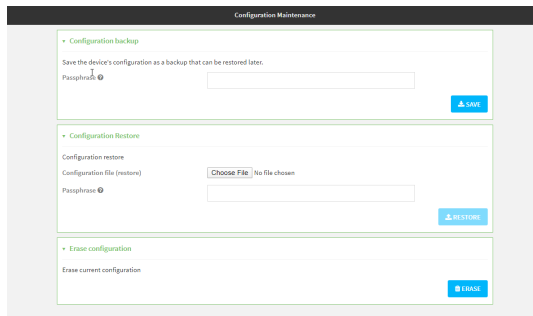 Configuration Maintenance
Configuration backup
Save the device's configuration as a backup that can be restored later.
Passphrase
SAVE
Configuration Restore
Configuration restore
Configuration file (restore) Choose File No file chosen
Passphrase
RESTORE
Erase configuration
Erase current configuration
ERASE